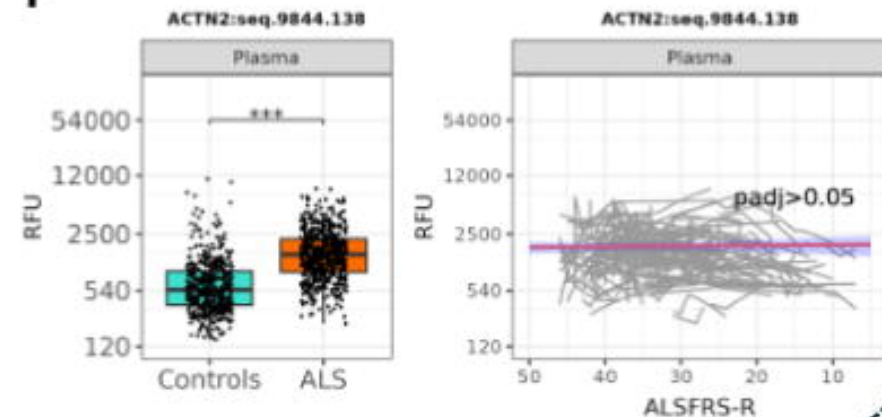 ACTN2:seq.9844.138
Plasma
***
54000
12000
2500
540
120
RFU
Controls ALS
ACTN2:seq.9844.138
Plasma
padj>0.05
54000
12000
2500
540
120
RFU
50 40 30 20 10
ALSFRS-R